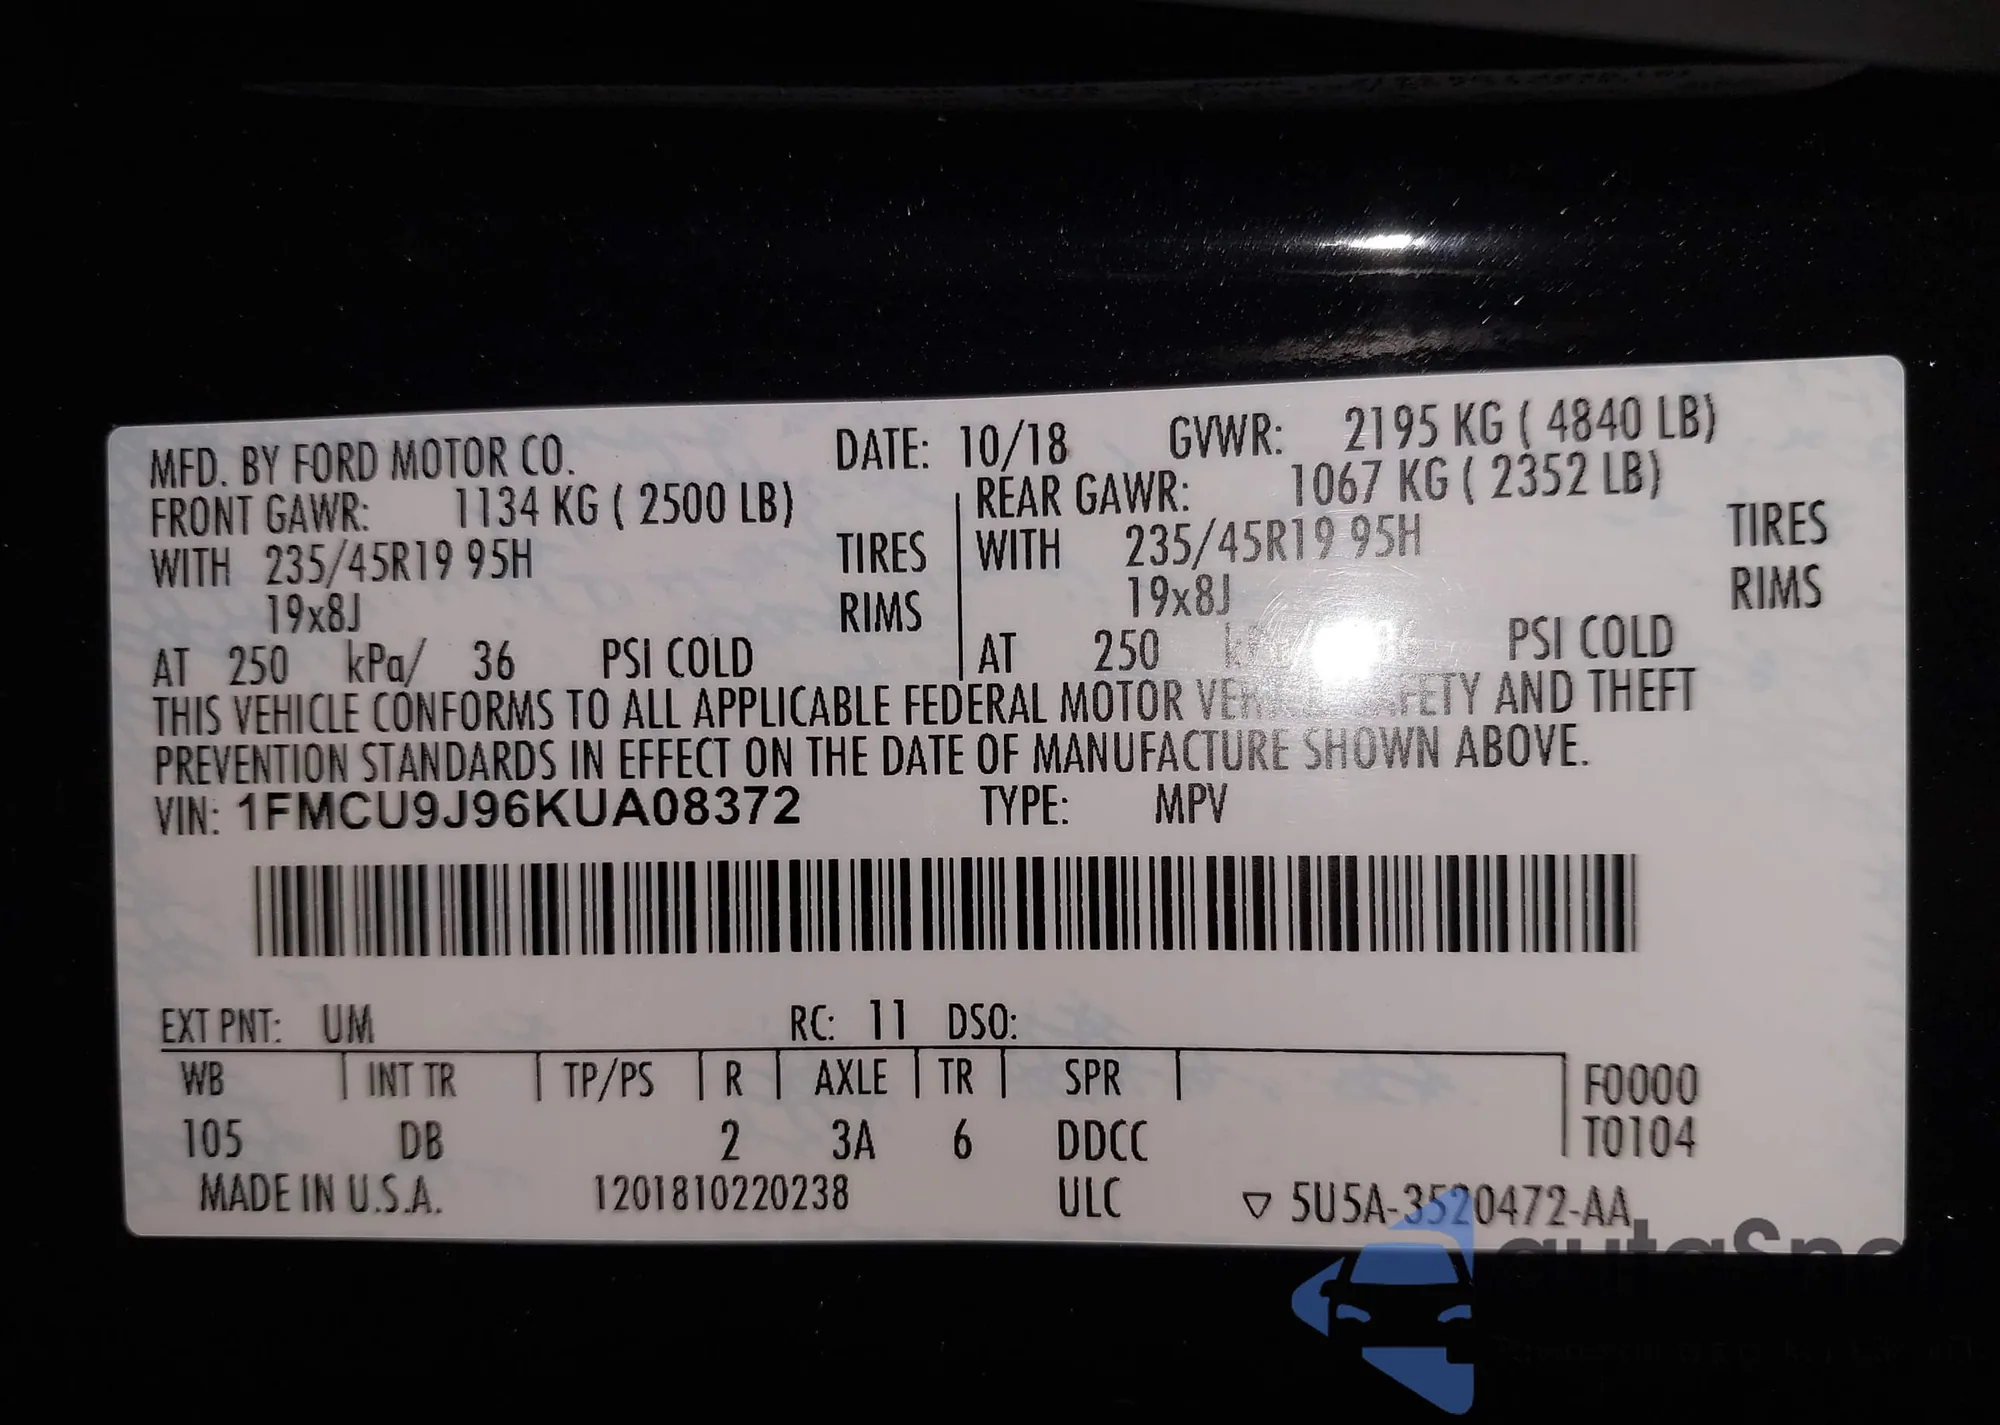 MFD. BY FORD MOTOR CO. DATE: 10/18 GVWR: 2195 KG ( 4840 LB)
FRONT GAWR: 1134 KG ( 2500 LB) REAR GAWR: 1067 KG ( 2352 LB)
WITH 235/45R19 95H TIRES WITH 235/45R19 95H TIRES
19x8J RIMS 19x8J RIMS
AT 250 kPa/ 36 PSI COLD AT 250 PSI COLD
THIS VEHICLE CONFORMS TO ALL APPLICABLE FEDERAL MOTOR VEHICLE SAFETY AND THEFT
PREVENTION STANDARDS IN EFFECT ON THE DATE OF MANUFACTURE SHOWN ABOVE.
VIN: 1FMCU9J96KUA08372 TYPE: MPV
EXT PNT: UM RC: 11 DSO:
WB INT TR TP/PS R AXLE TR SPR F0000
105 DB 2 3A 6 DDCC T0104
MADE IN U.S.A. 1201810220238 ULC ▽ 5U5A-3520472-AA